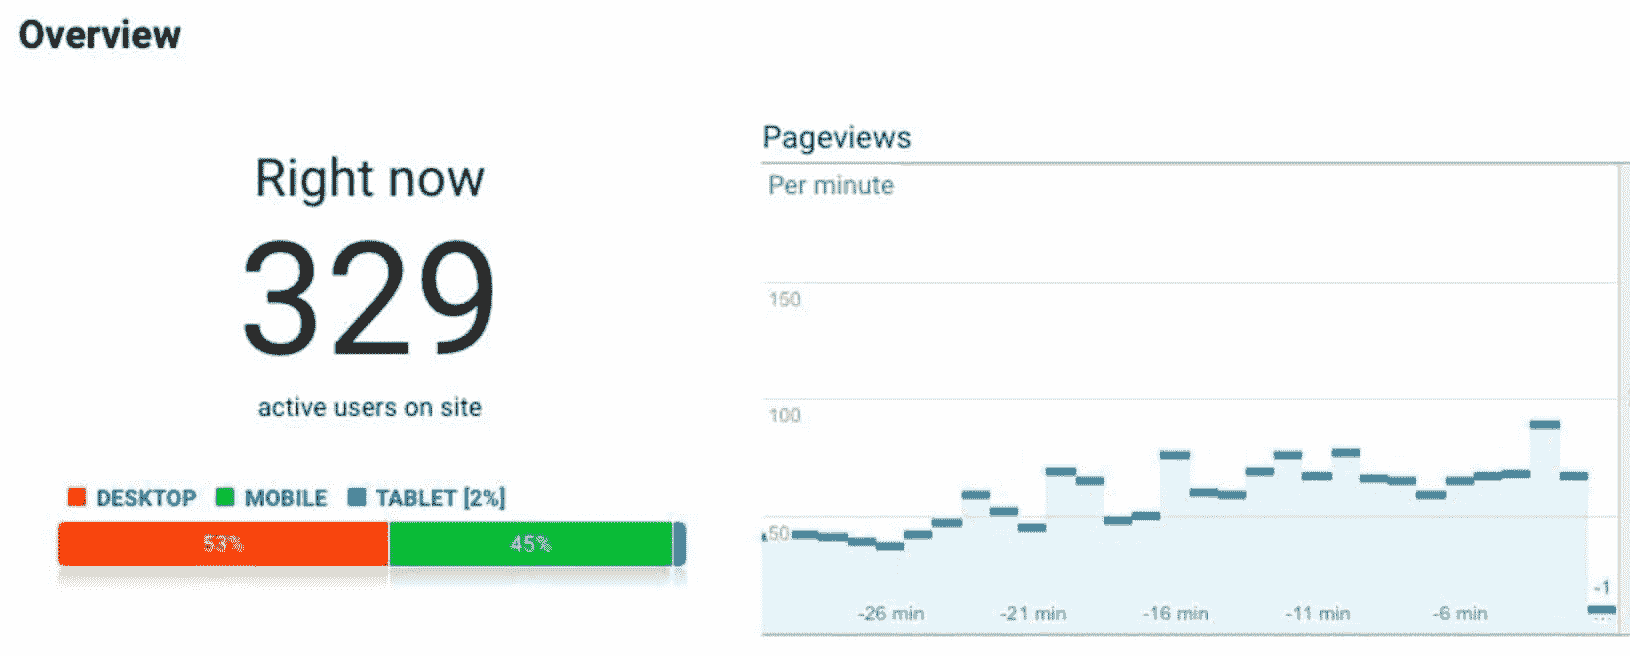 Overview
Right now
329
active users on site
DESKTOP MOBILE TABLET [2%]
53% 45%
Pageviews
Per minute
150
100
50
-1
-26 min -21 min -16 min -11 min -6 min ...